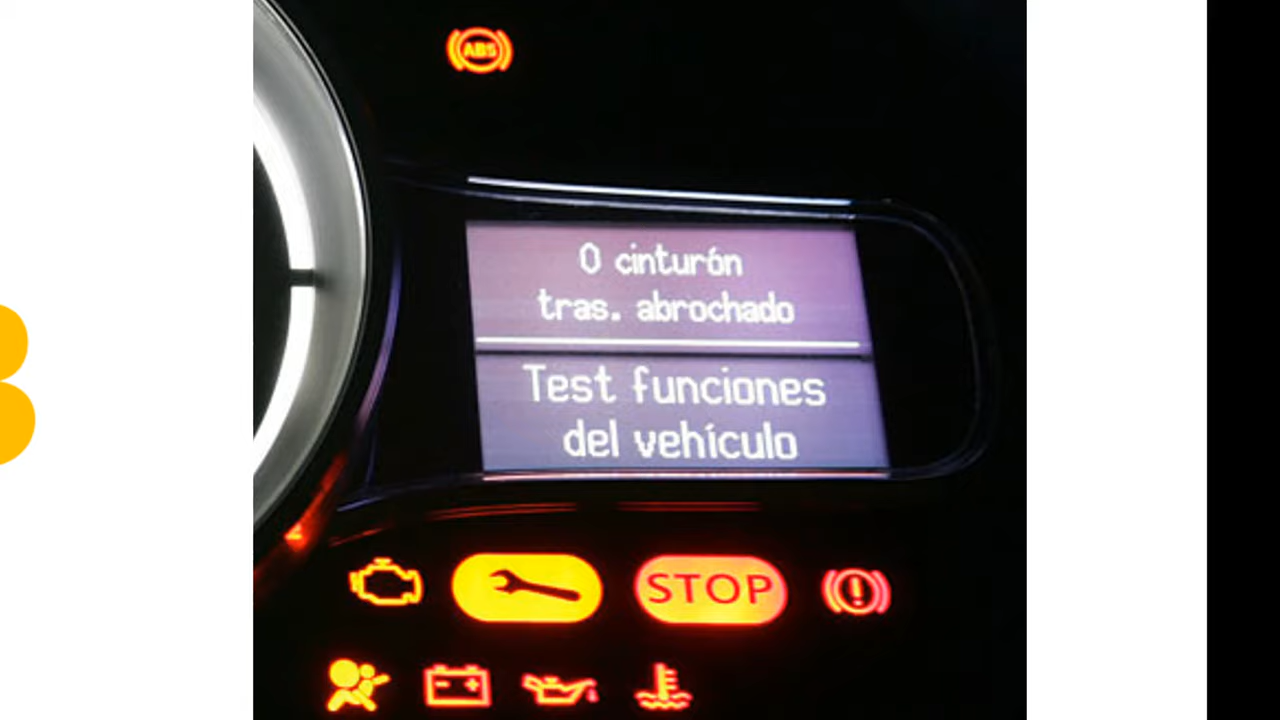 ABS
0 cinturón
tras. abrochado
Test funciones
del vehículo
STOP